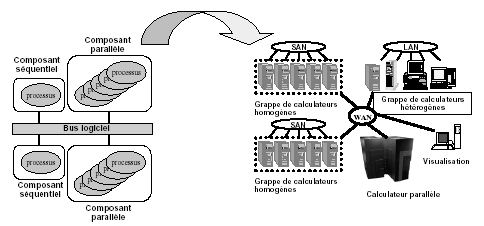 Composant
parallèle
Composant
séquentiel
processus
processus
Bus logiciel
processus
processus
Composant
séquentiel
Composant
parallèle
SAN
LAN
Grappe de calculateurs
homogènes
Grappe de calculateurs
hétérogènes
WAN
SAN
Visualisation
Grappe de calculateurs
homogènes
Calculateur parallèle